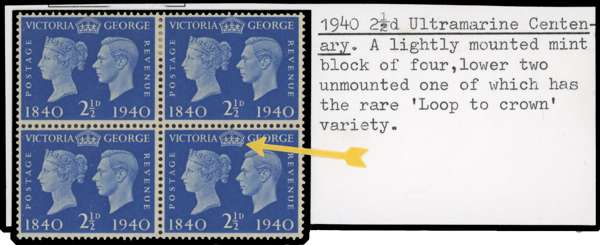 VICTORIA GEORGE VICTORIA GEORGE
POSTAGE REVENUE POSTAGE REVENUE
1840 2½D 1940 1840 2½D 1940
VICTORIA GEORGE VICTORIA GEORGE
POSTAGE REVENUE POSTAGE REVENUE
1840 2½D 1940 1840 2½D 1940
1940 2½d Ultramarine Centen-
ary. A lightly mounted mint
block of four,lower two
unmounted one of which has
the rare 'Loop to crown'
variety.